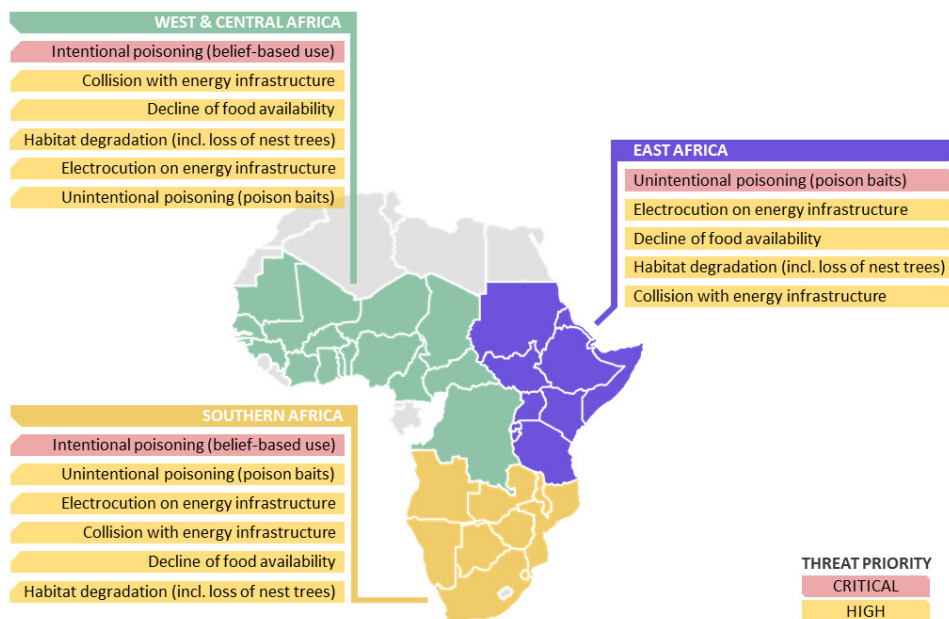 WEST & CENTRAL AFRICA
Intentional poisoning (belief-based use)
Collision with energy infrastructure
Decline of food availability
Habitat degradation (incl. loss of nest trees)
Electrocution on energy infrastructure
Unintentional poisoning (poison baits)
EAST AFRICA
Unintentional poisoning (poison baits)
Electrocution on energy infrastructure
Decline of food availability
Habitat degradation (incl. loss of nest trees)
Collision with energy infrastructure
SOUTHERN AFRICA
Intentional poisoning (belief-based use)
Unintentional poisoning (poison baits)
Electrocution on energy infrastructure
Collision with energy infrastructure
Decline of food availability
Habitat degradation (incl. loss of nest trees)
THREAT PRIORITY
CRITICAL
HIGH